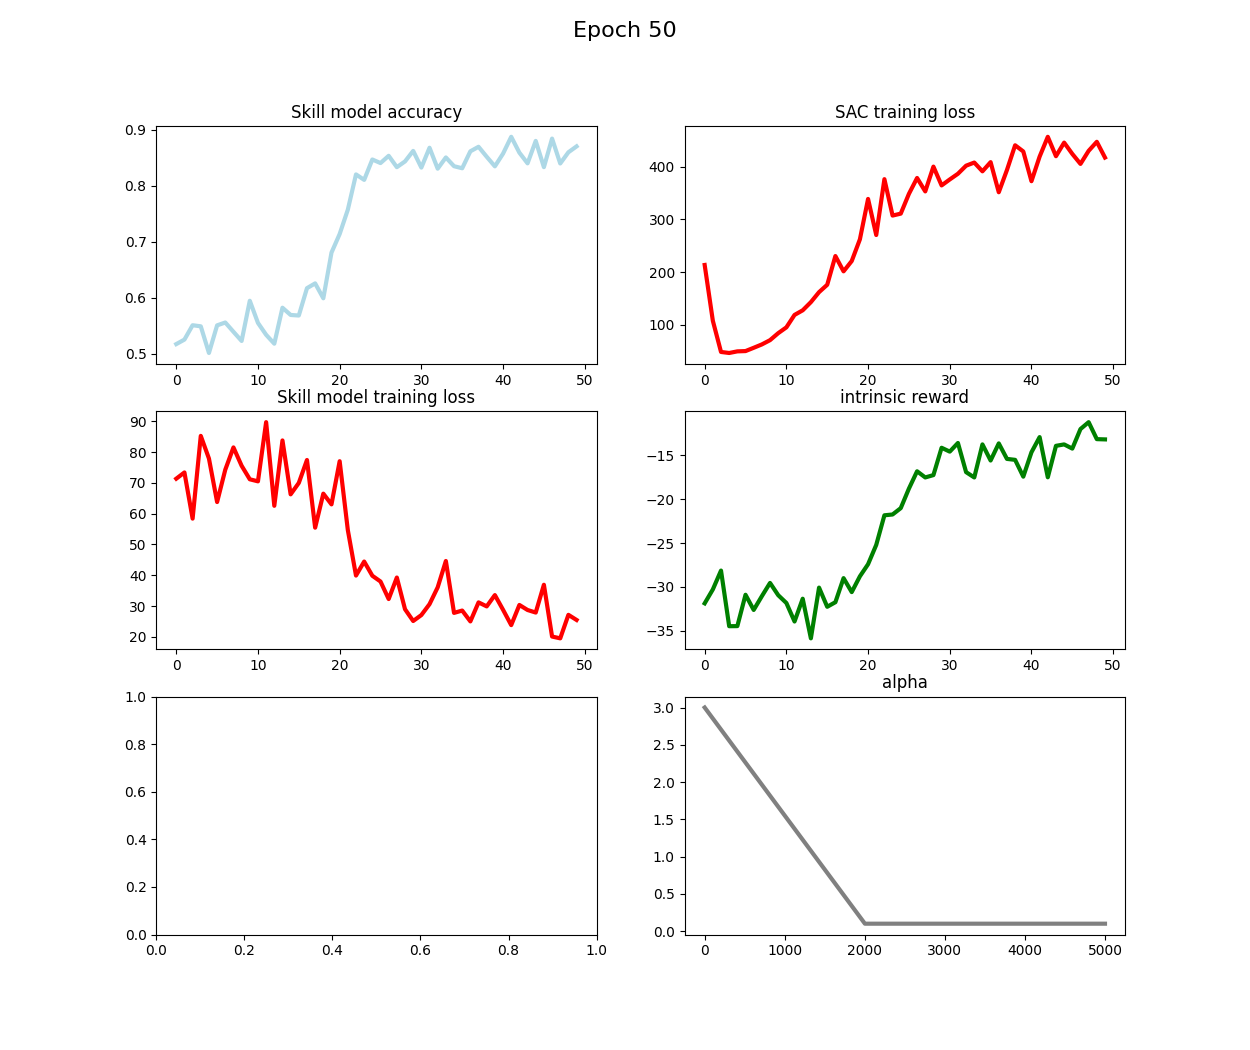 Epoch 50
Skill model accuracy
0.9
0.8
0.7
0.6
0.5
0 10 20 30 40 50
SAC training loss
400
300
200
100
0 10 20 30 40 50
Skill model training loss
90
80
70
60
50
40
30
20
0 10 20 30 40 50
intrinsic reward
−15
−20
−25
−30
−35
0 10 20 30 40 50
1.0
0.8
0.6
0.4
0.2
0.0
0.0 0.2 0.4 0.6 0.8 1.0
alpha
3.0
2.5
2.0
1.5
1.0
0.5
0.0
0 1000 2000 3000 4000 5000